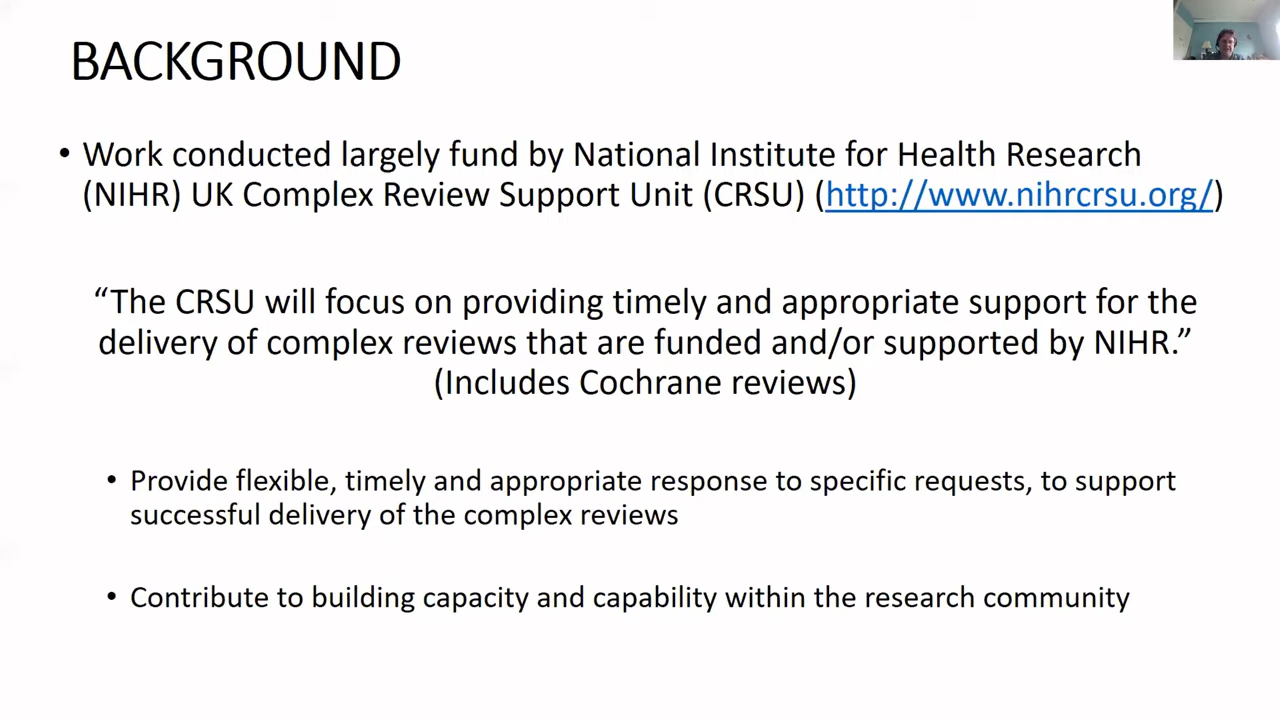 BACKGROUND
• Work conducted largely fund by National Institute for Health Research
(NIHR) UK Complex Review Support Unit (CRSU) (http://www.nihrcrsu.org/)
“The CRSU will focus on providing timely and appropriate support for the
delivery of complex reviews that are funded and/or supported by NIHR.”
(Includes Cochrane reviews)
• Provide flexible, timely and appropriate response to specific requests, to support
successful delivery of the complex reviews
• Contribute to building capacity and capability within the research community